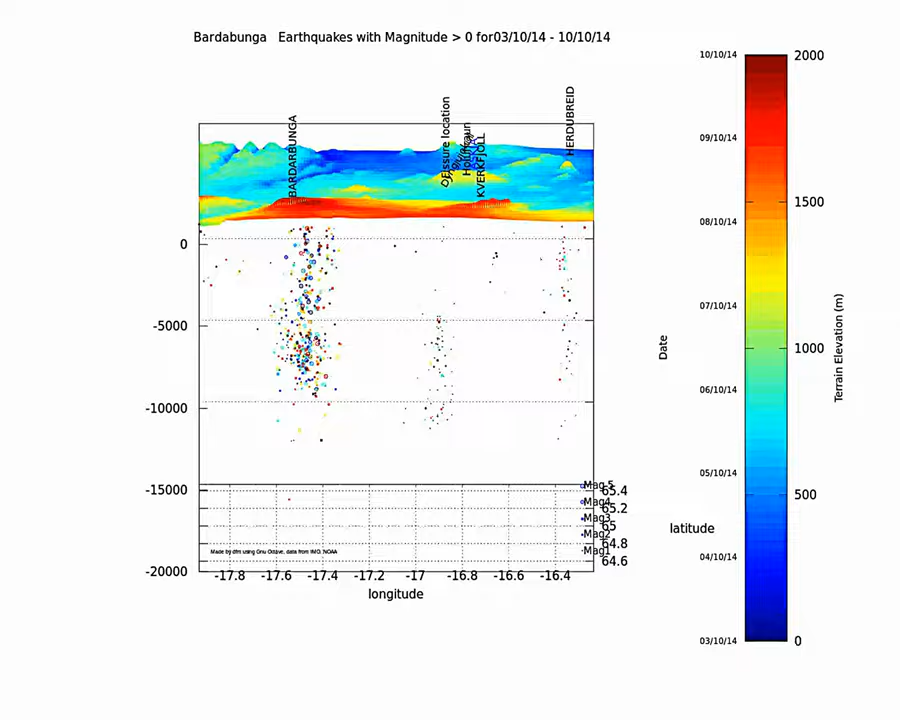 Bardabunga Earthquakes with Magnitude > 0 for03/10/14 - 10/10/14
10/10/14
2000
BARDARBUNGA
Fissure location
KVERKFJOLL
HERDUBREID
09/10/14
1500
08/10/14
0
07/10/14
-5000
Date
1000
Terrain Elevation (m)
06/10/14
-10000
05/10/14
-15000
Mag 5
65.4
500
Mag4
65.2
Mag3
65
latitude
Mag2
64.8
Made by dfm using Gnu Octave, data from IMO, NOAA
Mag1
64.6
04/10/14
-20000
-17.8 -17.6 -17.4 -17.2 -17 -16.8 -16.6 -16.4
longitude
03/10/14
0